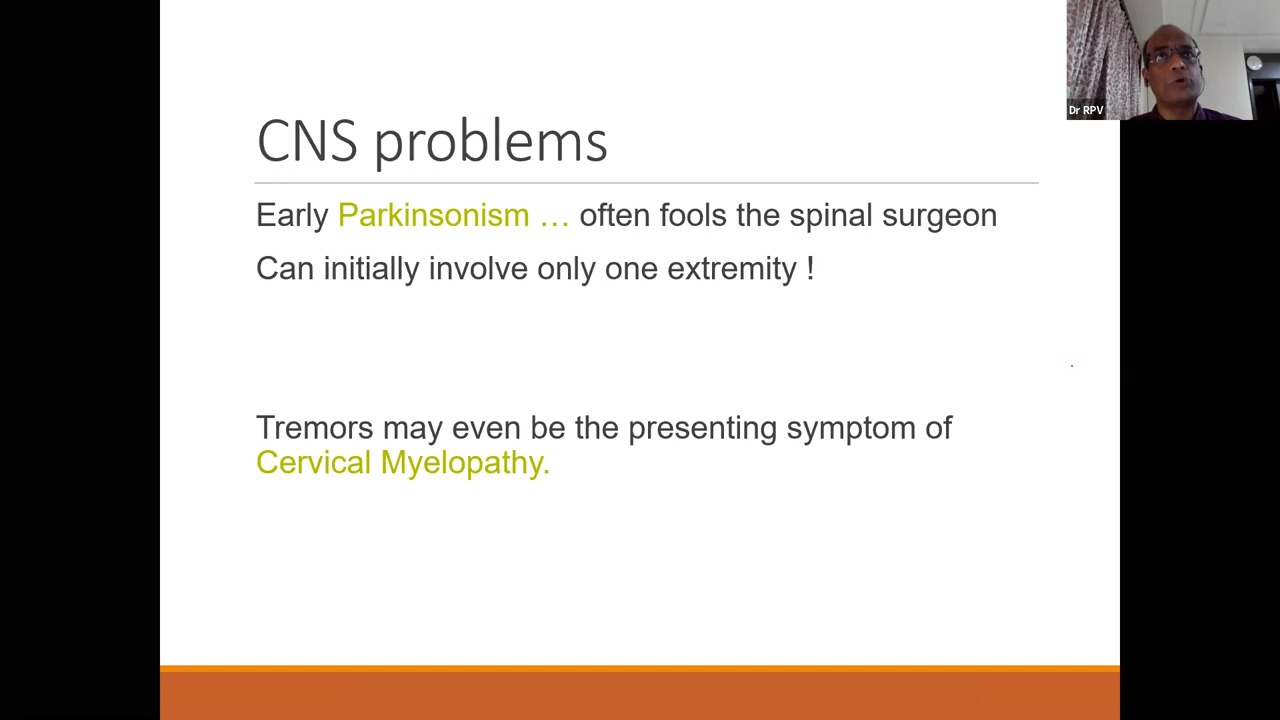 Dr RPV
CNS problems
Early Parkinsonism … often fools the spinal surgeon
Can initially involve only one extremity !
Tremors may even be the presenting symptom of
Cervical Myelopathy.